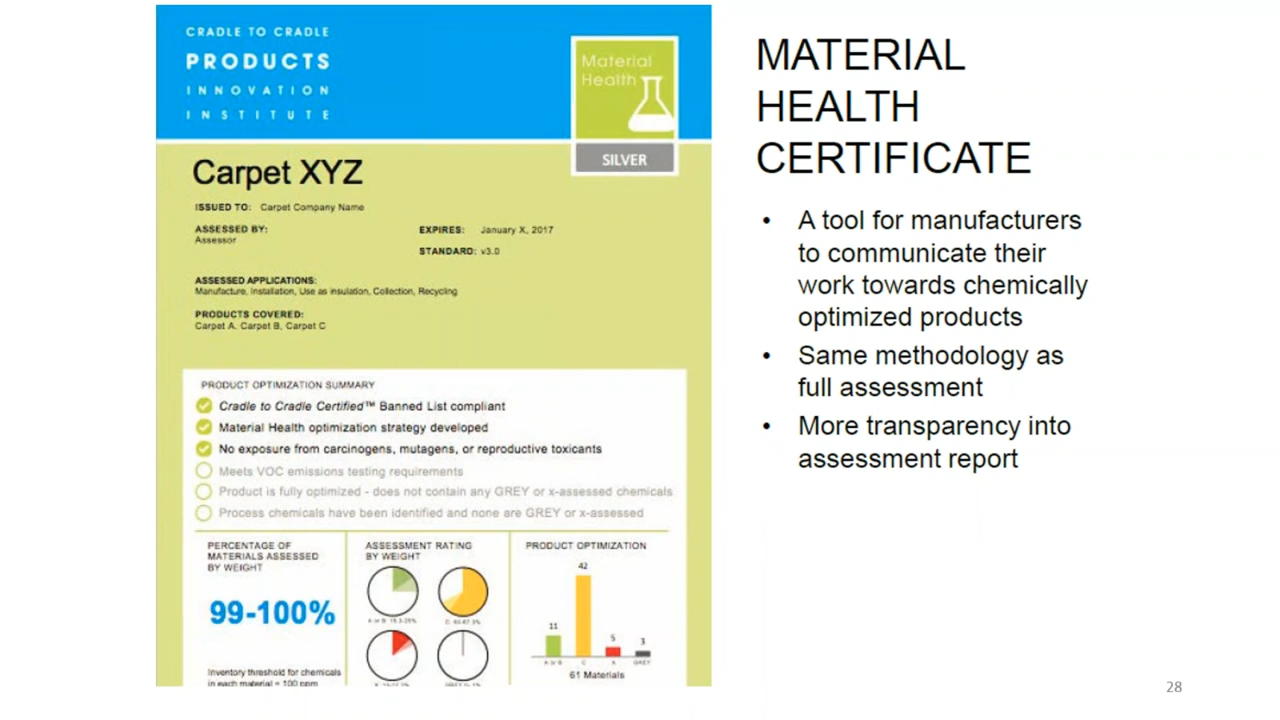 CRADLE TO CRADLE
PRODUCTS
INNOVATION
INSTITUTE
Material
Health
SILVER
Carpet XYZ
ISSUED TO: Carpet Company Name
ASSESSED BY:
Assessor
EXPIRES: January X, 2017
STANDARD: v3.0
ASSESSED APPLICATIONS:
Manufacture, Installation, Use as insulation, Collection, Recycling
PRODUCTS COVERED:
Carpet A. Carpet B, Carpet C
PRODUCT OPTIMIZATION SUMMARY
Cradle to Cradle Certified™ Banned List compliant
Material Health optimization strategy developed
No exposure from carcinogens, mutagens, or reproductive toxicants
Meets VOC emissions testing requirements
Product is fully optimized - does not contain any GREY or x-assessed chemicals
Process chemicals have been identified and none are GREY or x-assessed
PERCENTAGE OF
MATERIALS ASSESSED
BY WEIGHT
99-100%
Inventory threshold for chemicals
in each material = 100 ppm
ASSESSMENT RATING
BY WEIGHT
PRODUCT OPTIMIZATION
42
11
5
3
A or B
C
X
GREY
61 Materials
MATERIAL
HEALTH
CERTIFICATE
• A tool for manufacturers
to communicate their
work towards chemically
optimized products
• Same methodology as
full assessment
• More transparency into
assessment report
28